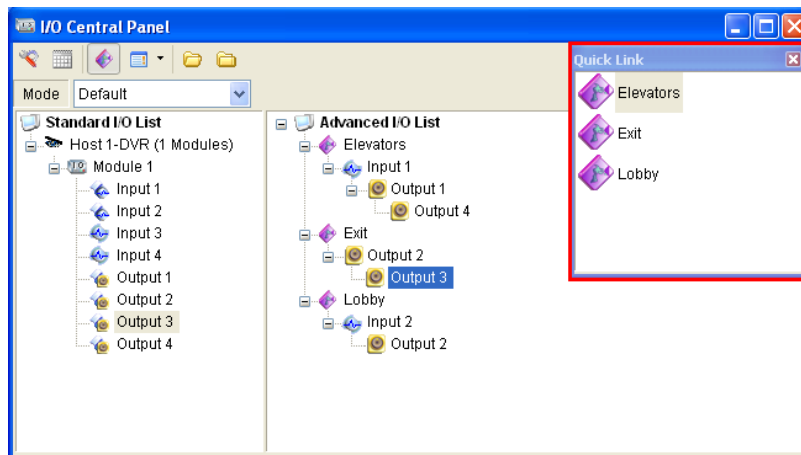 I/O Central Panel
Mode Default
Standard I/O List
Host 1-DVR (1 Modules)
Module 1
Input 1
Input 2
Input 3
Input 4
Output 1
Output 2
Output 3
Output 4
Advanced I/O List
Elevators
Input 1
Output 1
Output 4
Exit
Output 2
Output 3
Lobby
Input 2
Output 2
Quick Link
Elevators
Exit
Lobby